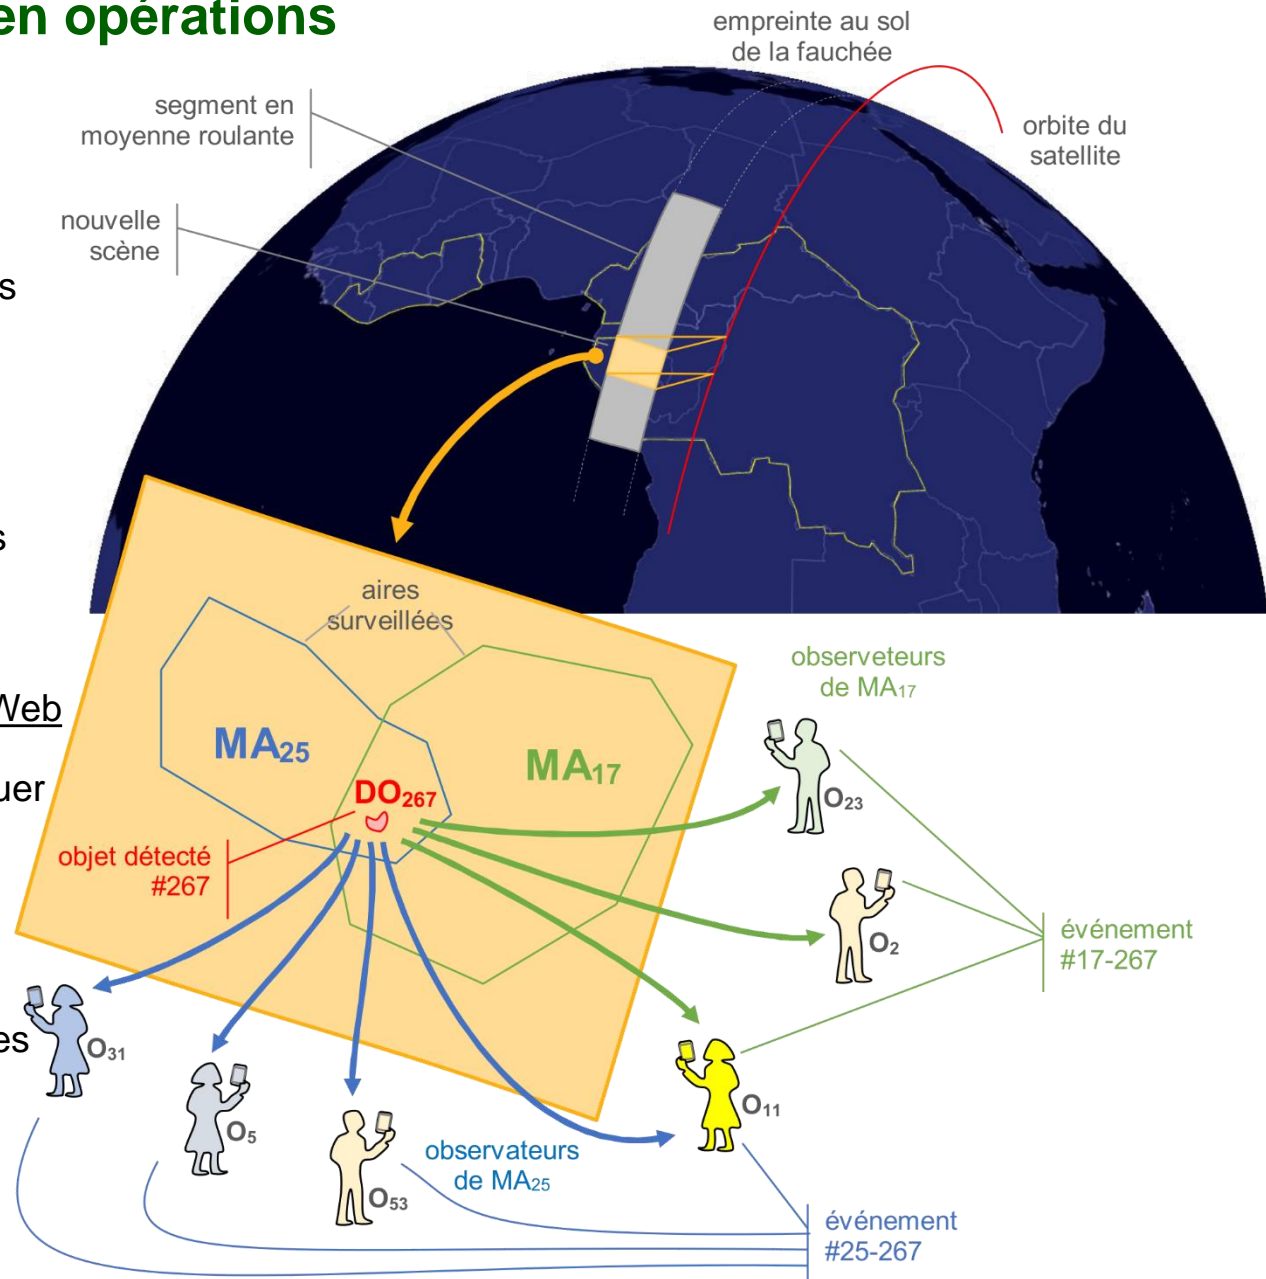 en opérations
empreinte au sol
de la fauchée
segment en
moyenne roulante
orbite du
satellite
nouvelle
scène
s
s
aires
surveillées
observeteurs
de MA17
Web
MA25
MA17
uer
DO267
O23
objet détecté
#267
événement
#17-267
O2
es
O31
O11
O5
observateurs
de MA25
O53
événement
#25-267